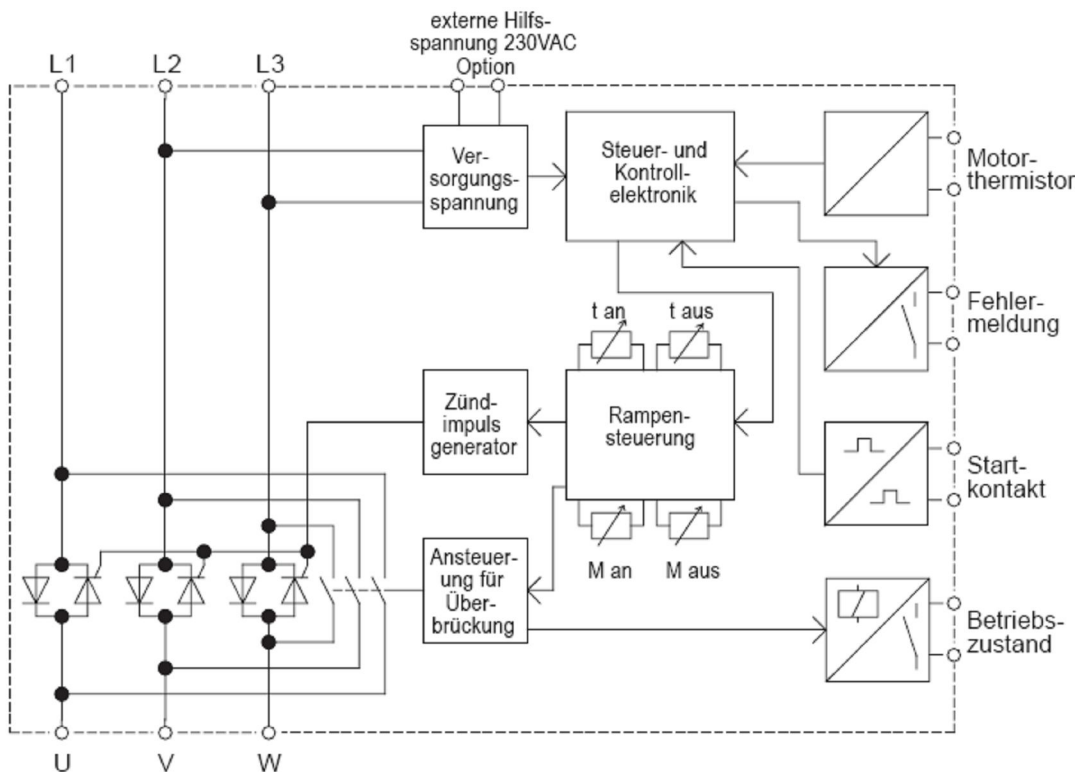 externe Hilfs-
spannung 230VAC
Option
L1 L2 L3
Ver-
sorgungs-
spannung
Steuer- und
Kontroll-
elektronik
Motor-
thermistor
Fehler-
meldung
t an t aus
Zünd-
impuls
generator
Rampen-
steuerung
Start-
kontakt
M an M aus
Ansteuer-
ung für
Über-
brückung
Betriebs-
zustand
U V W